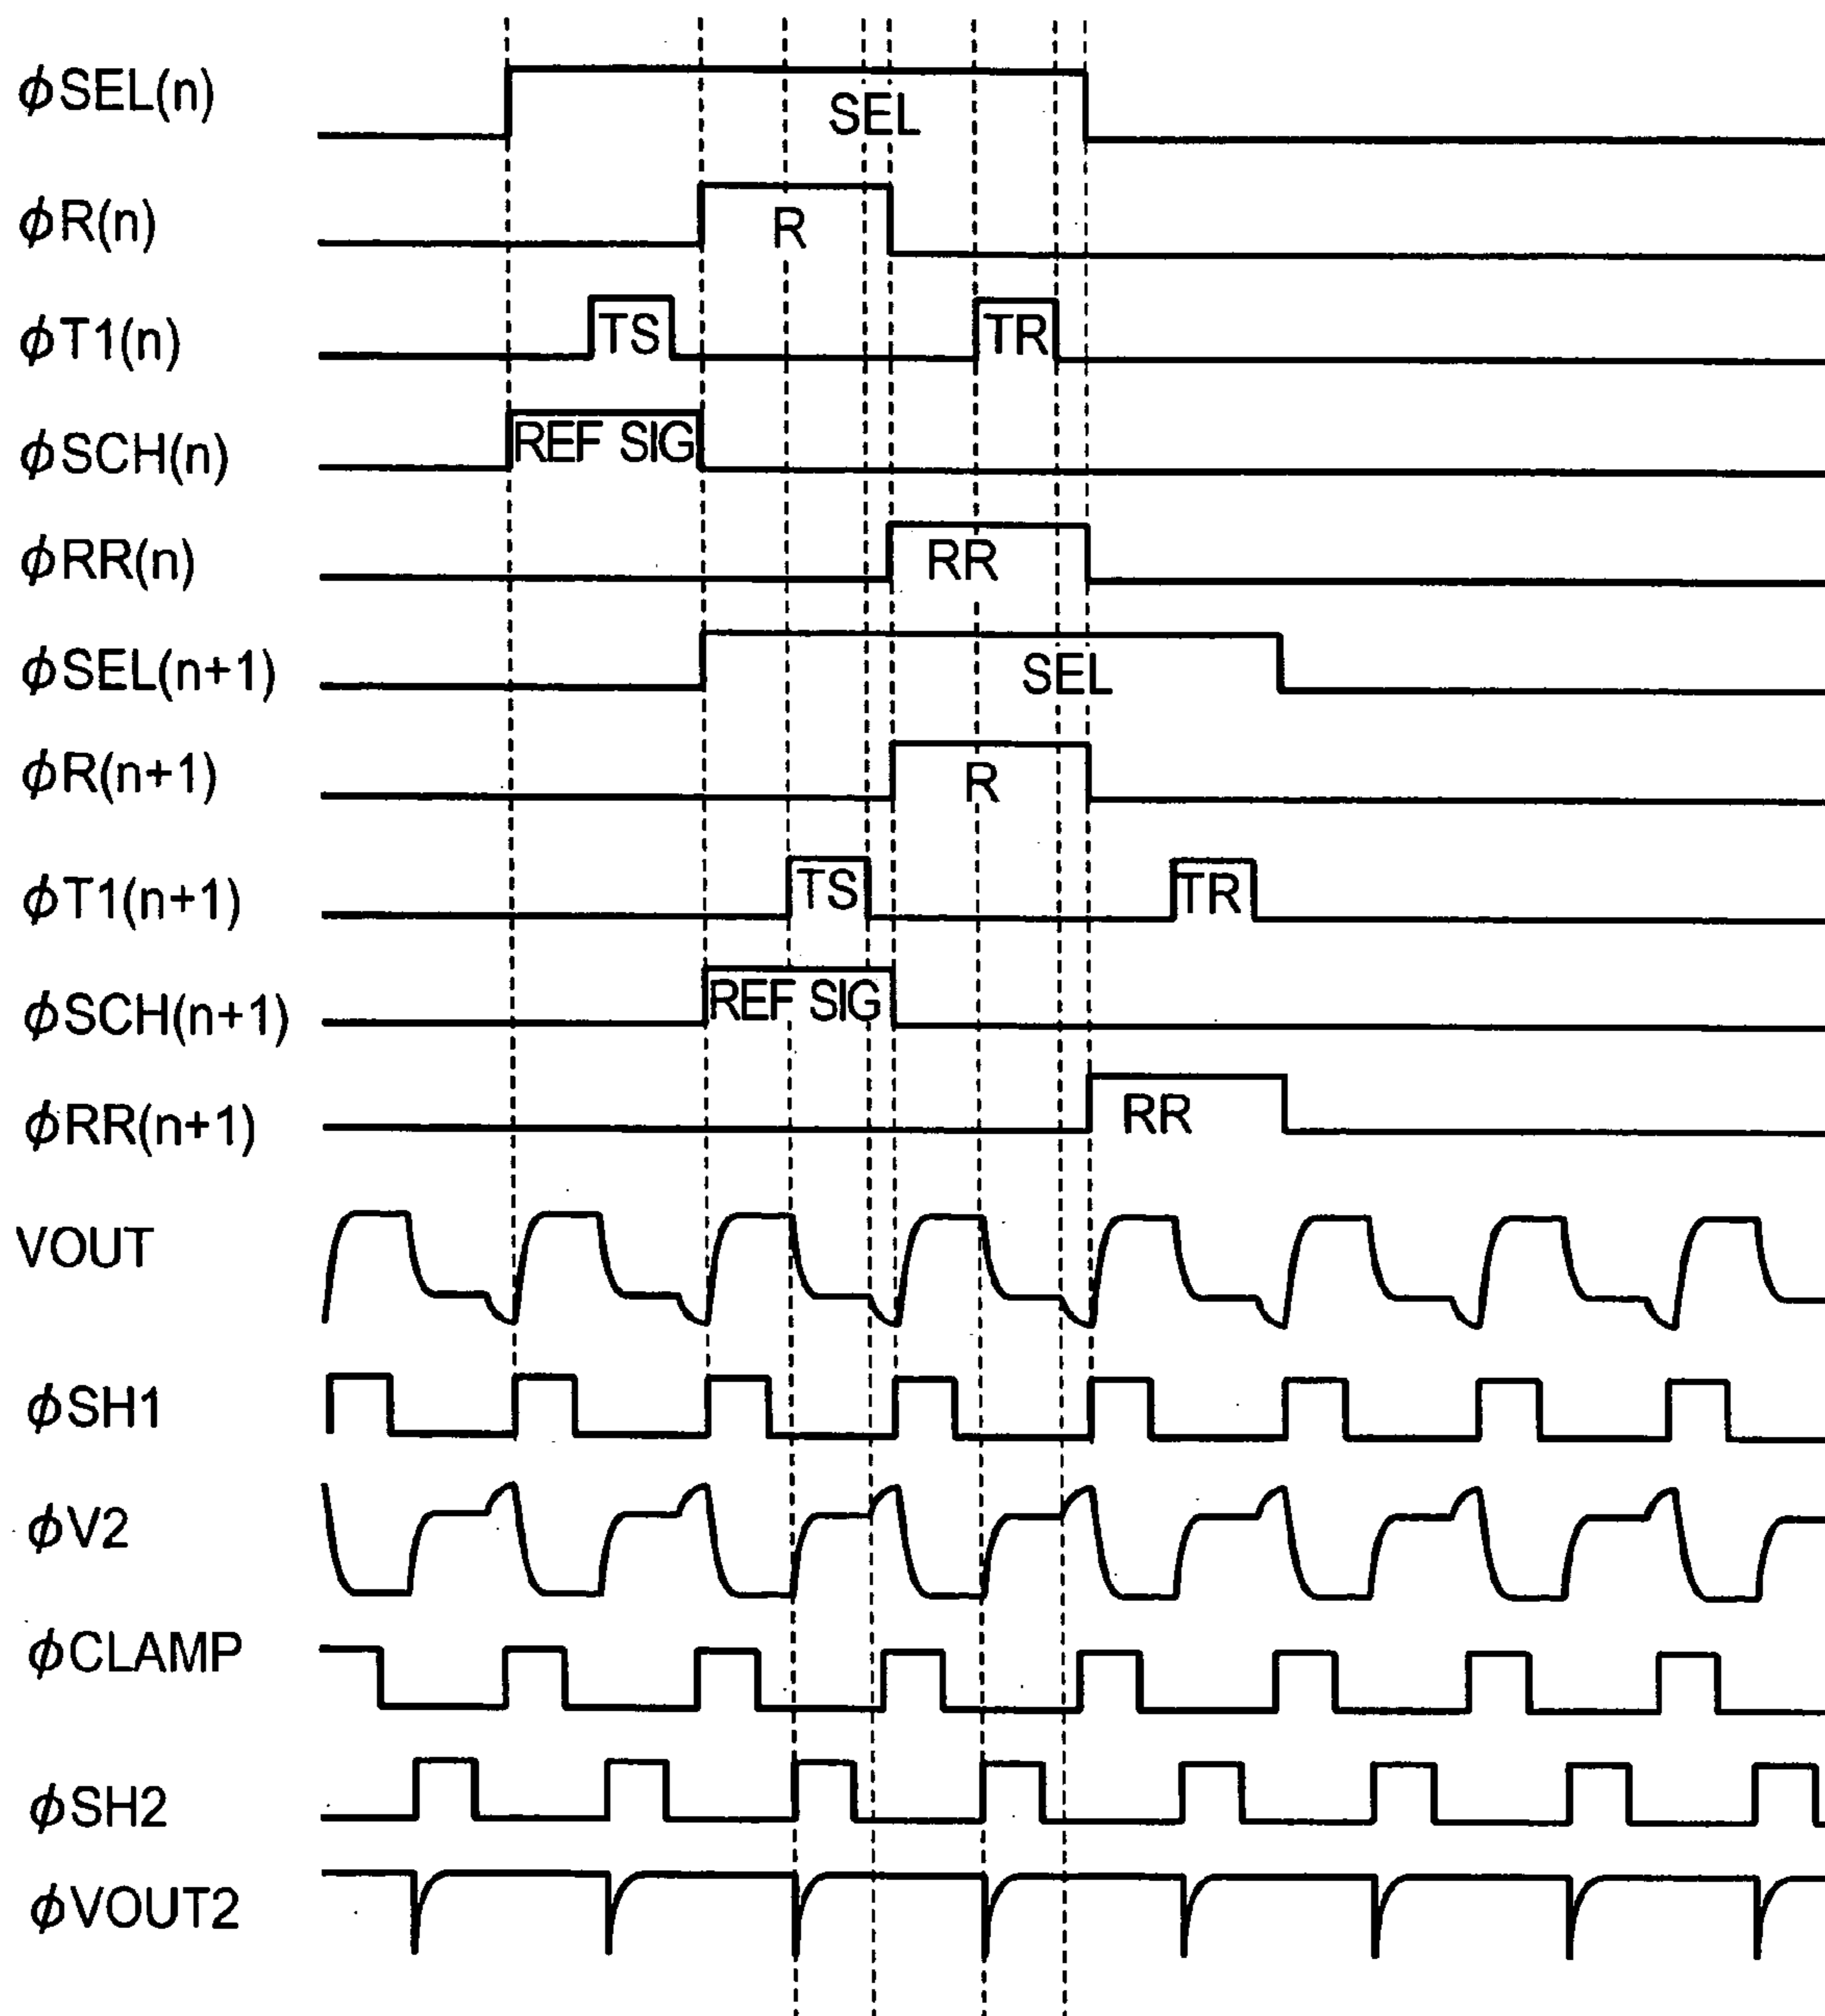 ϕSEL(n)
SEL
ϕR(n)
R
ϕT1(n)
TS
TR
ϕSCH(n)
REF SIG
ϕRR(n)
RR
ϕSEL(n+1)
SEL
ϕR(n+1)
R
ϕT1(n+1)
TS
TR
ϕSCH(n+1)
REF SIG
ϕRR(n+1)
RR
VOUT
ϕSH1
ϕV2
ϕCLAMP
ϕSH2
ϕVOUT2